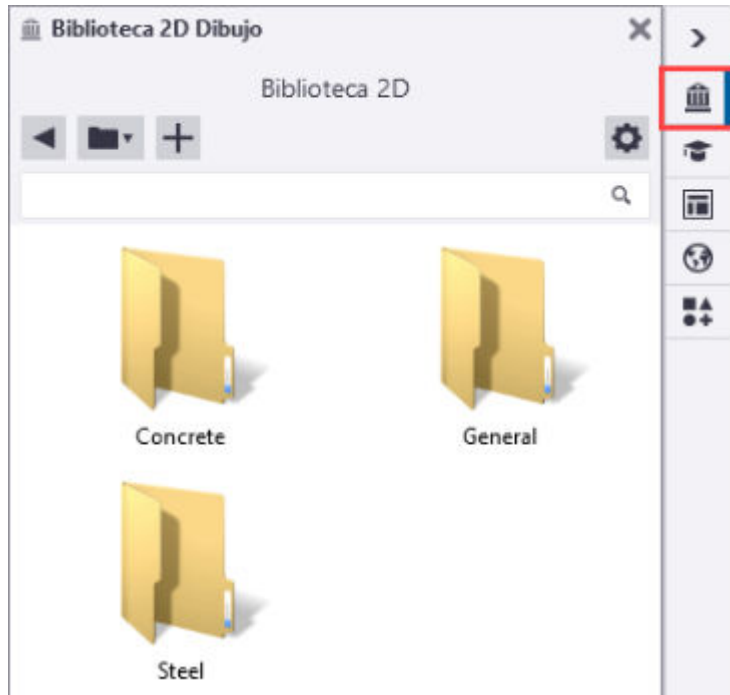 Biblioteca 2D Dibujo
Biblioteca 2D
Concrete
General
Steel